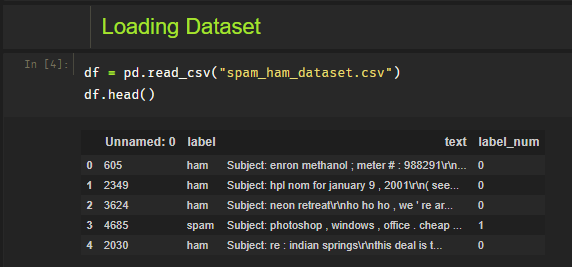 Loading Dataset
In [4]: df = pd.read_csv("spam_ham_dataset.csv")
df.head()
Unnamed: 0 label text label_num
0 605 ham Subject: enron methanol ; meter # : 988291\r\n... 0
1 2349 ham Subject: hpl nom for january 9 , 2001\r\n( see... 0
2 3624 ham Subject: neon retreat\r\nho ho ho , we ' re ar... 0
3 4685 spam Subject: photoshop , windows , office . cheap ... 1
4 2030 ham Subject: re : indian springs\r\nthis deal is t... 0